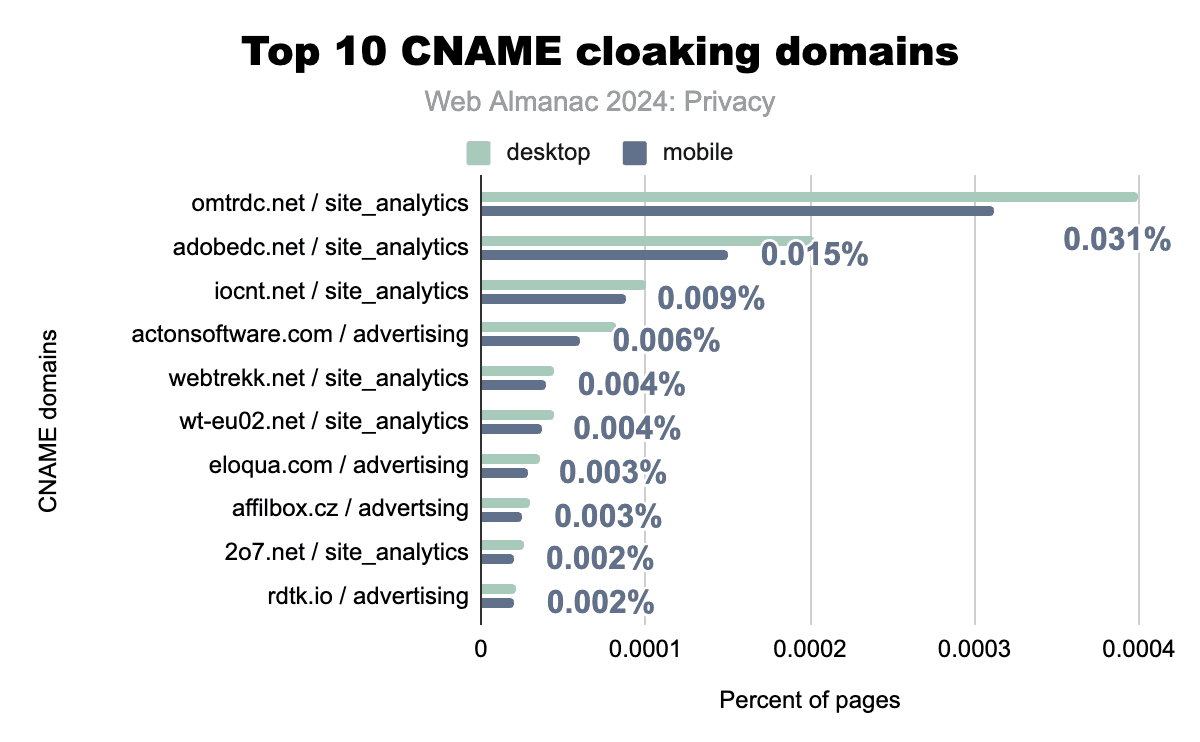 Top 10 CNAME cloaking domains
Web Almanac 2024: Privacy
desktop mobile
omtrdc.net / site_analytics
0.031%
adobedc.net / site_analytics 0.015%
iocnt.net / site_analytics 0.009%
actonsoftware.com / advertising 0.006%
webtrekk.net / site_analytics 0.004%
wt-eu02.net / site_analytics 0.004%
eloqua.com / advertising 0.003%
affilbox.cz / advertsing 0.003%
2o7.net / site_analytics 0.002%
rdtk.io / advertising 0.002%
CNAME domains
0 0.0001 0.0002 0.0003 0.0004
Percent of pages